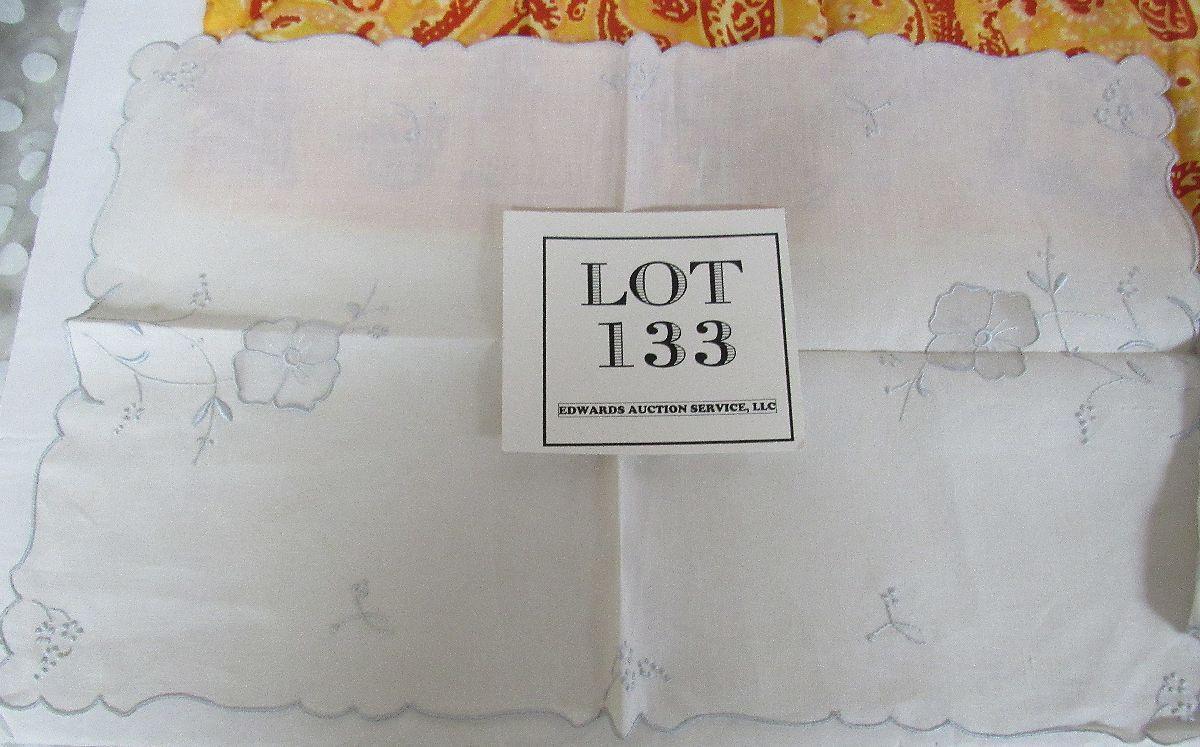 LOT
133
EDWARDS AUCTION SERVICE, LLC